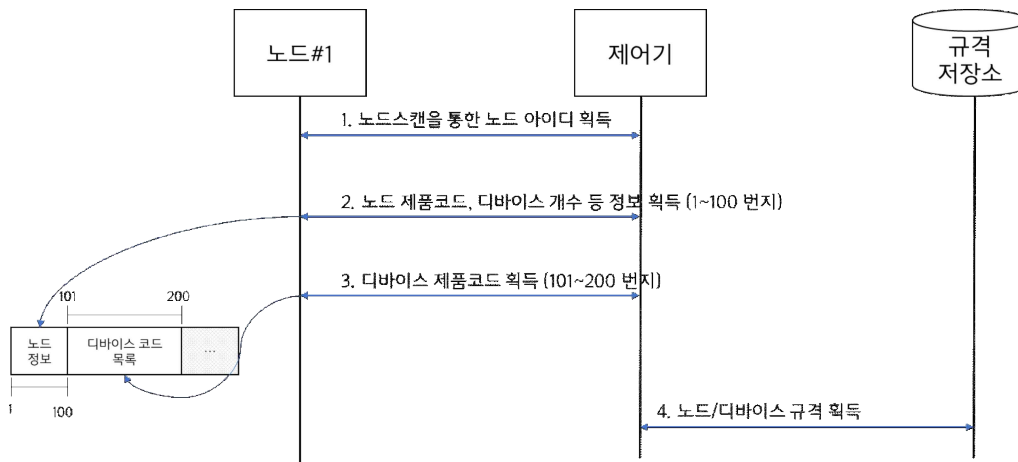 노드#1
제어기
규격
저장소
1. 노드스캔을 통한 노드 아이디 획득
2. 노드 제품코드, 디바이스 개수 등 정보 획득 (1~100 번지)
3. 디바이스 제품코드 획득 (101~200 번지)
101
200
노드
정보
디바이스 코드
목록
...
1
100
4. 노드/디바이스 규격 획득